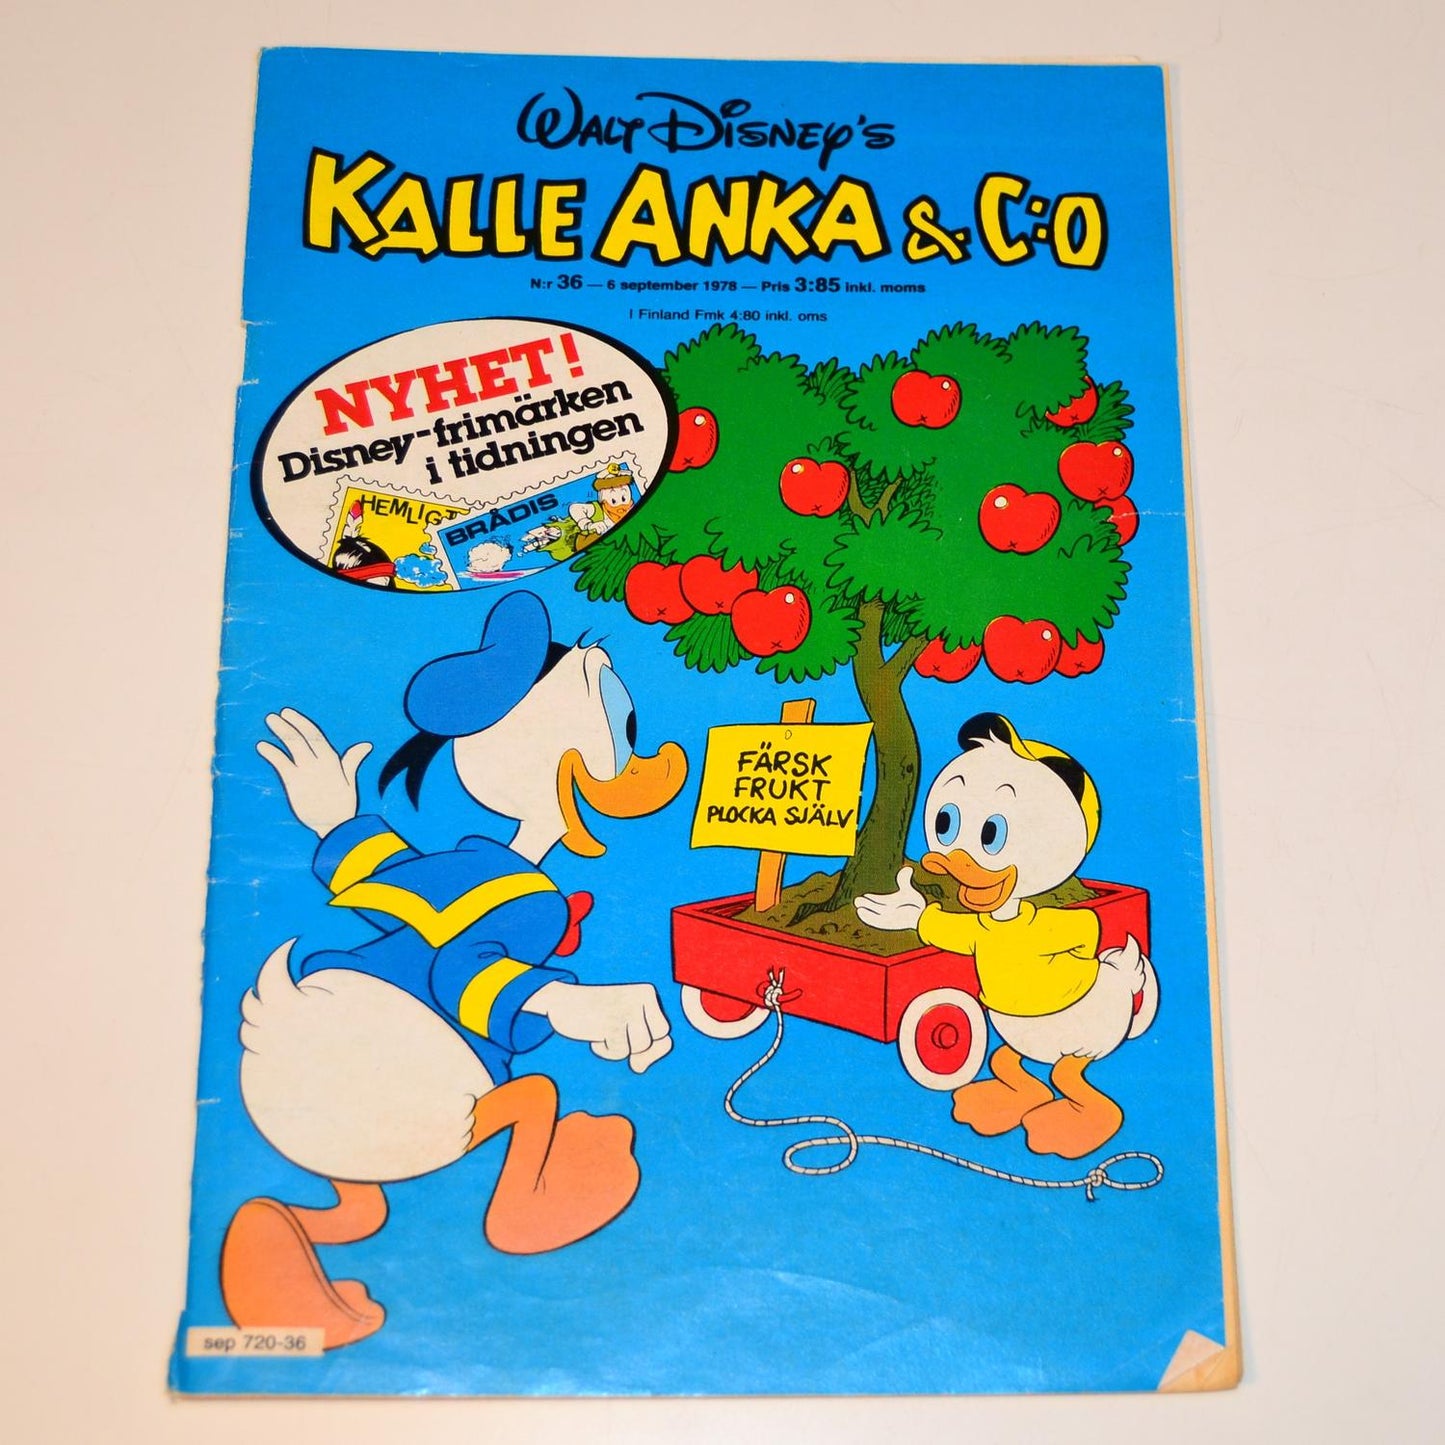 WALT DISNEY'S
KALLE ANKA & C:O
N:r 36 — 6 september 1978 — Pris 3:85 inkl. moms
I Finland Fmk 4:80 inkl. oms
NYHET!
Disney-frimärken
i tidningen
HEMLIGT
BRÅDIS
FÄRSK
FRUKT
PLOCKA SJÄLV
sep 720-36